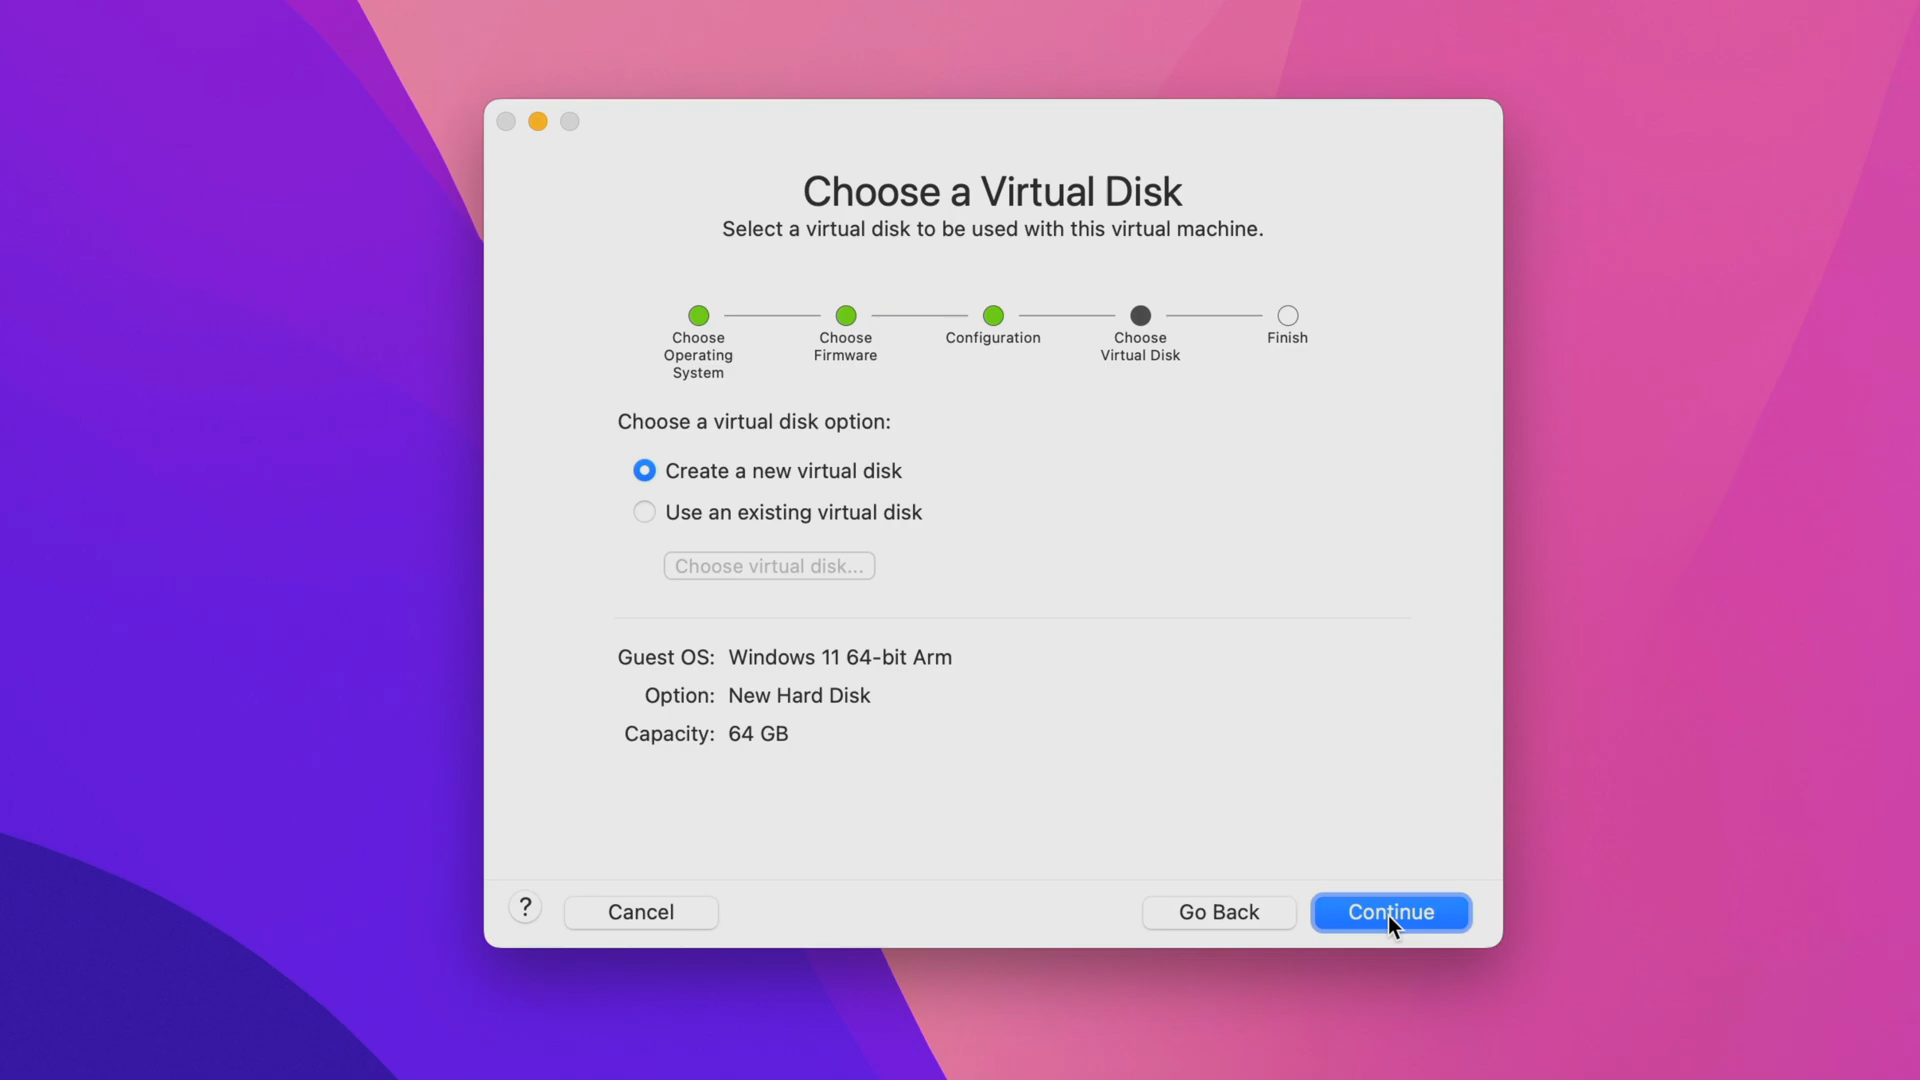 Choose a Virtual Disk
Select a virtual disk to be used with this virtual machine.
Choose
Operating
System
Choose
Firmware
Configuration
Choose
Virtual Disk
Finish
Choose a virtual disk option:
Create a new virtual disk
Use an existing virtual disk
Choose virtual disk...
Guest OS: Windows 11 64-bit Arm
Option: New Hard Disk
Capacity: 64 GB
? Cancel Go Back Continue